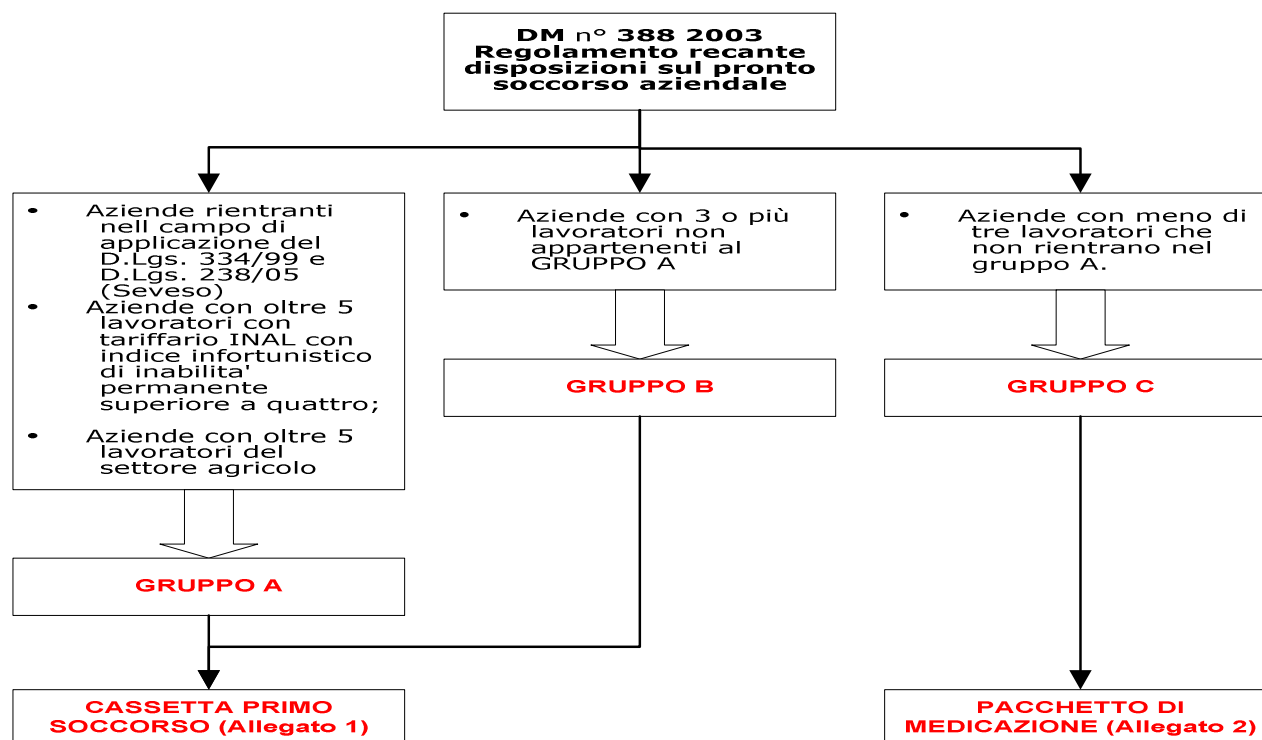 DM n° 388 2003
Regolamento recante
disposizioni sul pronto
soccorso aziendale
• Aziende rientranti
nell campo di
applicazione del
D.Lgs. 334/99 e
D.Lgs. 238/05
(Seveso)
• Aziende con oltre 5
lavoratori con
tariffario INAL con
indice infortunistico
di inabilita'
permanente
superiore a quattro;
• Aziende con oltre 5
lavoratori del
settore agricolo
GRUPPO A
• Aziende con 3 o più
lavoratori non
appartenenti al
GRUPPO A
GRUPPO B
• Aziende con meno di
tre lavoratori che
non rientrano nel
gruppo A.
GRUPPO C
CASSETTA PRIMO
SOCCORSO (Allegato 1)
PACCHETTO DI
MEDICAZIONE (Allegato 2)